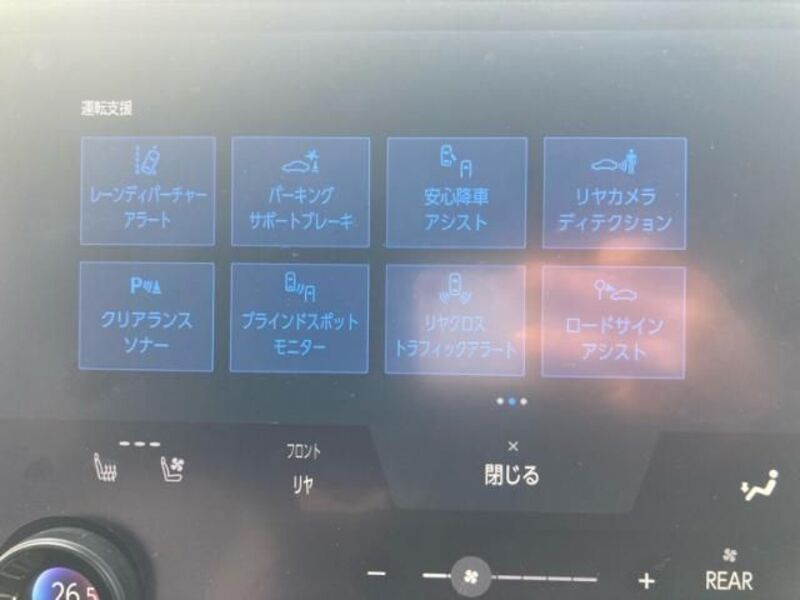 運転支援
レーンディパーチャー
アラート
パーキング
サポートブレーキ
安心降車
アシスト
リヤカメラ
ディテクション
P
クリアランス
ソナー
ブラインドスポット
モニター
リヤクロス
トラフィックアラート
ロードサイン
アシスト
フロント
リヤ
×
閉じる
26.5
− +
REAR